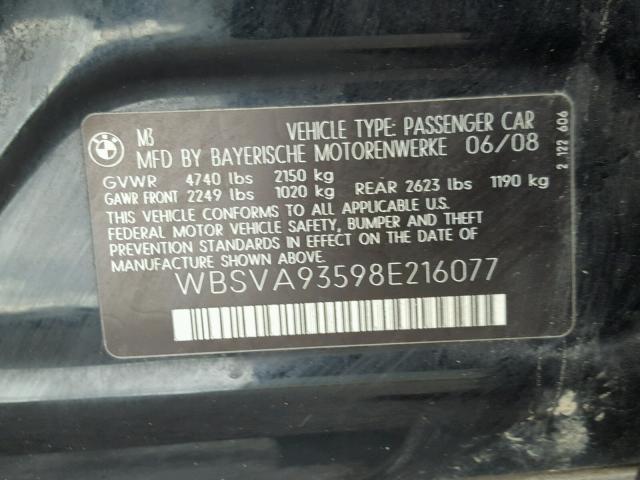 BMW
M3 VEHICLE TYPE: PASSENGER CAR
MFD BY BAYERISCHE MOTORENWERKE 06/08
GVWR 4740 lbs 2150 kg
GAWR FRONT 2249 lbs 1020 kg REAR 2623 lbs 1190 kg
THIS VEHICLE CONFORMS TO ALL APPLICABLE U.S.
FEDERAL MOTOR VEHICLE SAFETY, BUMPER AND THEFT
PREVENTION STANDARDS IN EFFECT ON THE DATE OF
MANUFACTURE SHOWN ABOVE.
WBSVA93598E216077
2 122 606